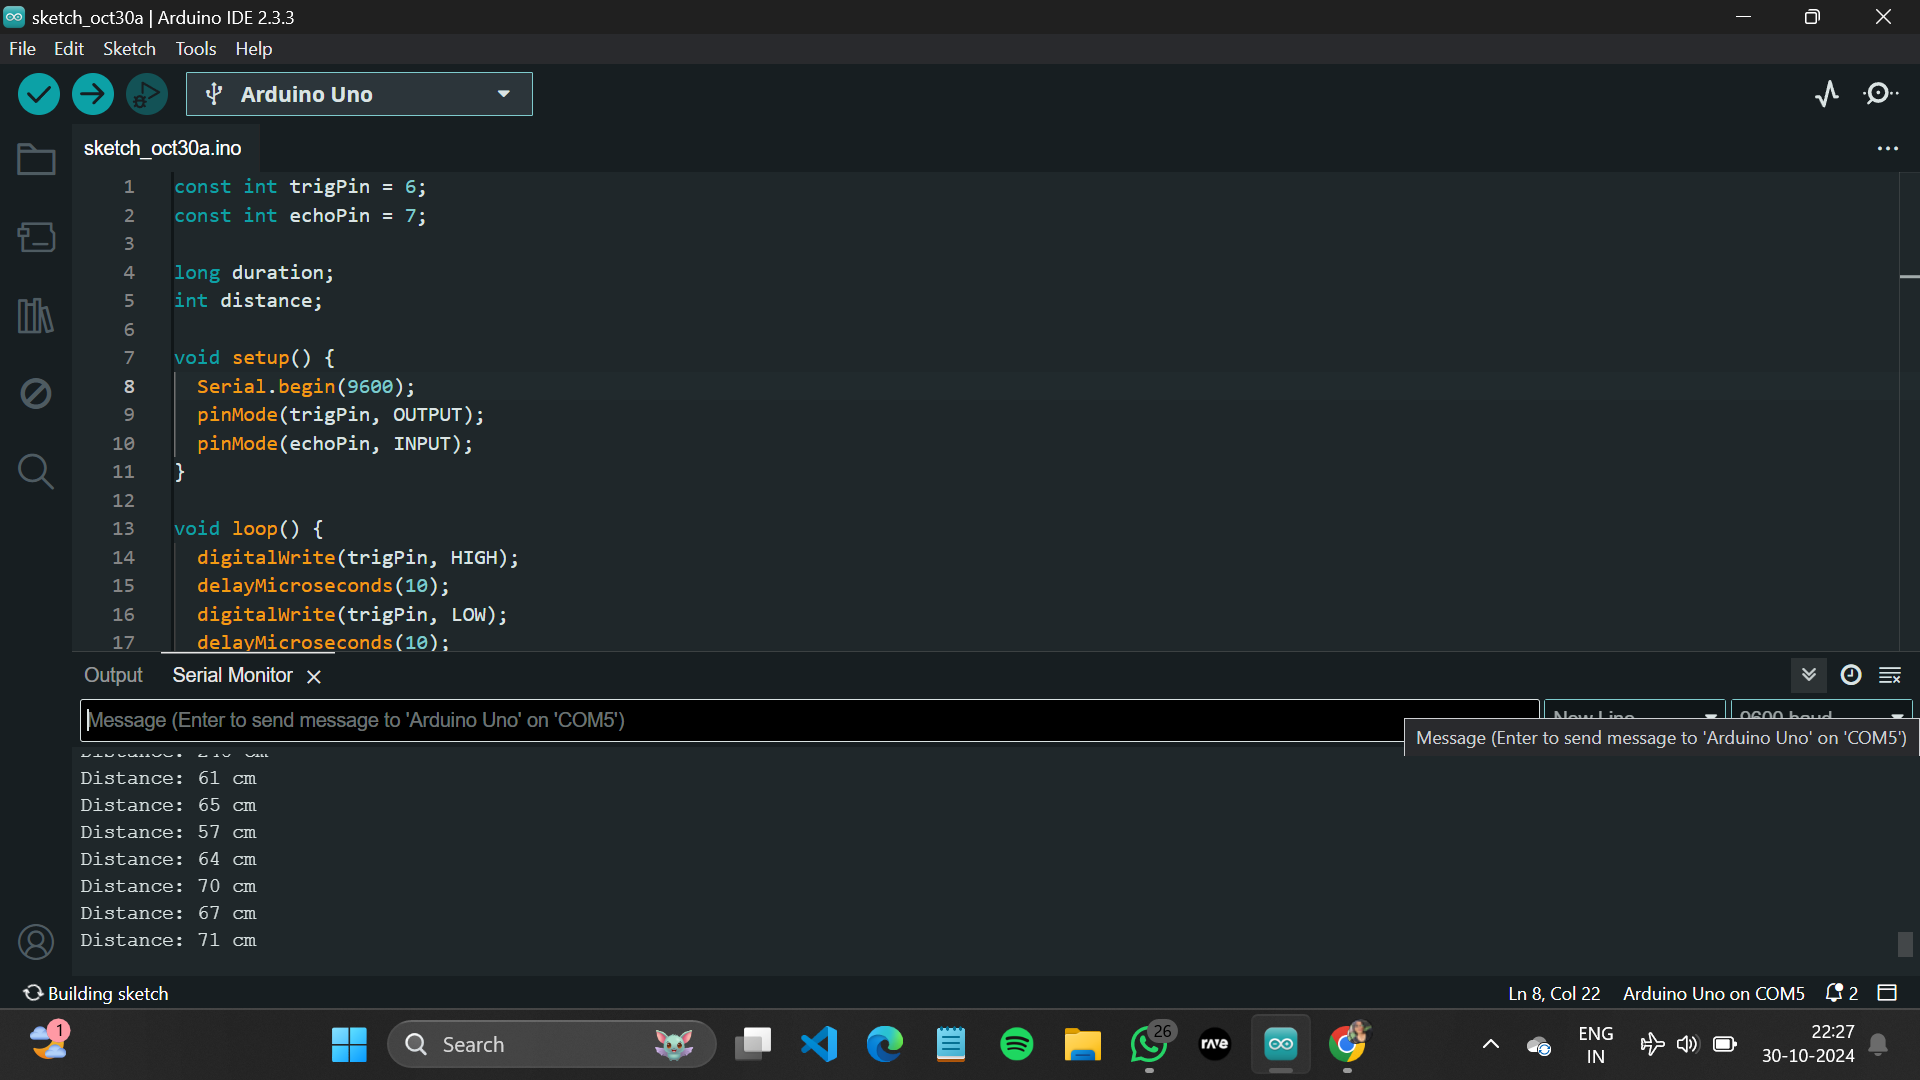 sketch_oct30a | Arduino IDE 2.3.3
File Edit Sketch Tools Help
Arduino Uno
sketch_oct30a.ino
1 const int trigPin = 6;
2 const int echoPin = 7;
3
4 long duration;
5 int distance;
6
7 void setup() {
8 Serial.begin(9600);
9 pinMode(trigPin, OUTPUT);
10 pinMode(echoPin, INPUT);
11 }
12
13 void loop() {
14 digitalWrite(trigPin, HIGH);
15 delayMicroseconds(10);
16 digitalWrite(trigPin, LOW);
17 delayMicroseconds(10);
Output Serial Monitor
Message (Enter to send message to 'Arduino Uno' on 'COM5')
New Line 9600 baud
Message (Enter to send message to 'Arduino Uno' on 'COM5')
Distance: 61 cm
Distance: 65 cm
Distance: 57 cm
Distance: 64 cm
Distance: 70 cm
Distance: 67 cm
Distance: 71 cm
Building sketch
Ln 8, Col 22 Arduino Uno on COM5 2
1
Search
26
rave
ENG
IN
22:27
30-10-2024